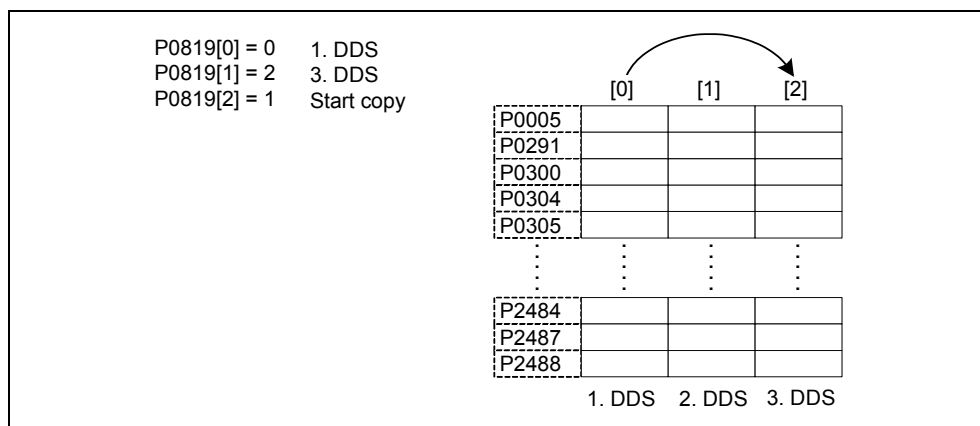 P0819[0] = 0 1. DDS
P0819[1] = 2 3. DDS
P0819[2] = 1 Start copy
[0] [1] [2]
P0005
P0291
P0300
P0304
P0305
P2484
P2487
P2488
1. DDS 2. DDS 3. DDS